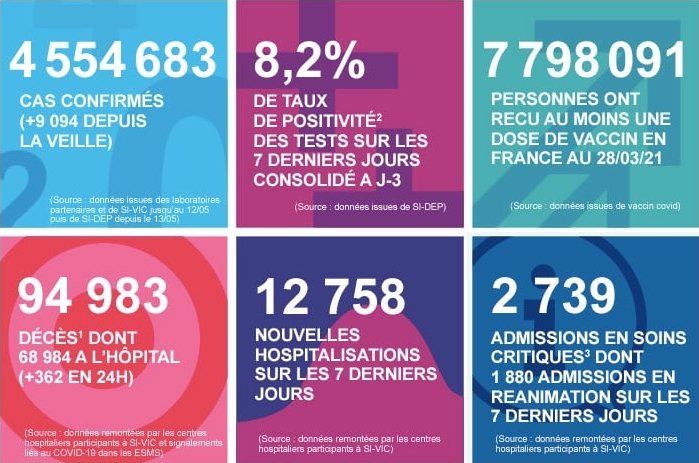 4 554 683
CAS CONFIRMÉS
(+9 094 DEPUIS
LA VEILLE)
(Source : données issues des laboratoires
partenaires et de SI-VIC jusqu'au 12/05
puis de SI-DEP depuis le 13/05)
8,2%
DE TAUX
DE POSITIVITÉ²
DES TESTS SUR LES
7 DERNIERS JOURS
CONSOLIDÉ A J-3
(Source : données issues de SI-DEP)
7 798 091
PERSONNES ONT
RECU AU MOINS UNE
DOSE DE VACCIN EN
FRANCE AU 28/03/21
(Source : données issues de vaccin covid)
94 983
DÉCÈS¹ DONT
68 984 A L'HÔPITAL
(+362 EN 24H)
(Source : données remontées par les centres
hospitaliers participants à SI-VIC et signalements
liés au COVID-19 dans les ESMS)
12 758
NOUVELLES
HOSPITALISATIONS
SUR LES 7 DERNIERS
JOURS
(Source : données remontées par les centres
hospitaliers participants à SI-VIC)
2 739
ADMISSIONS EN SOINS
CRITIQUES³ DONT
1 880 ADMISSIONS EN
REANIMATION SUR LES
7 DERNIERS JOURS
(Source : données remontées par les centres
hospitaliers participants à SI-VIC)